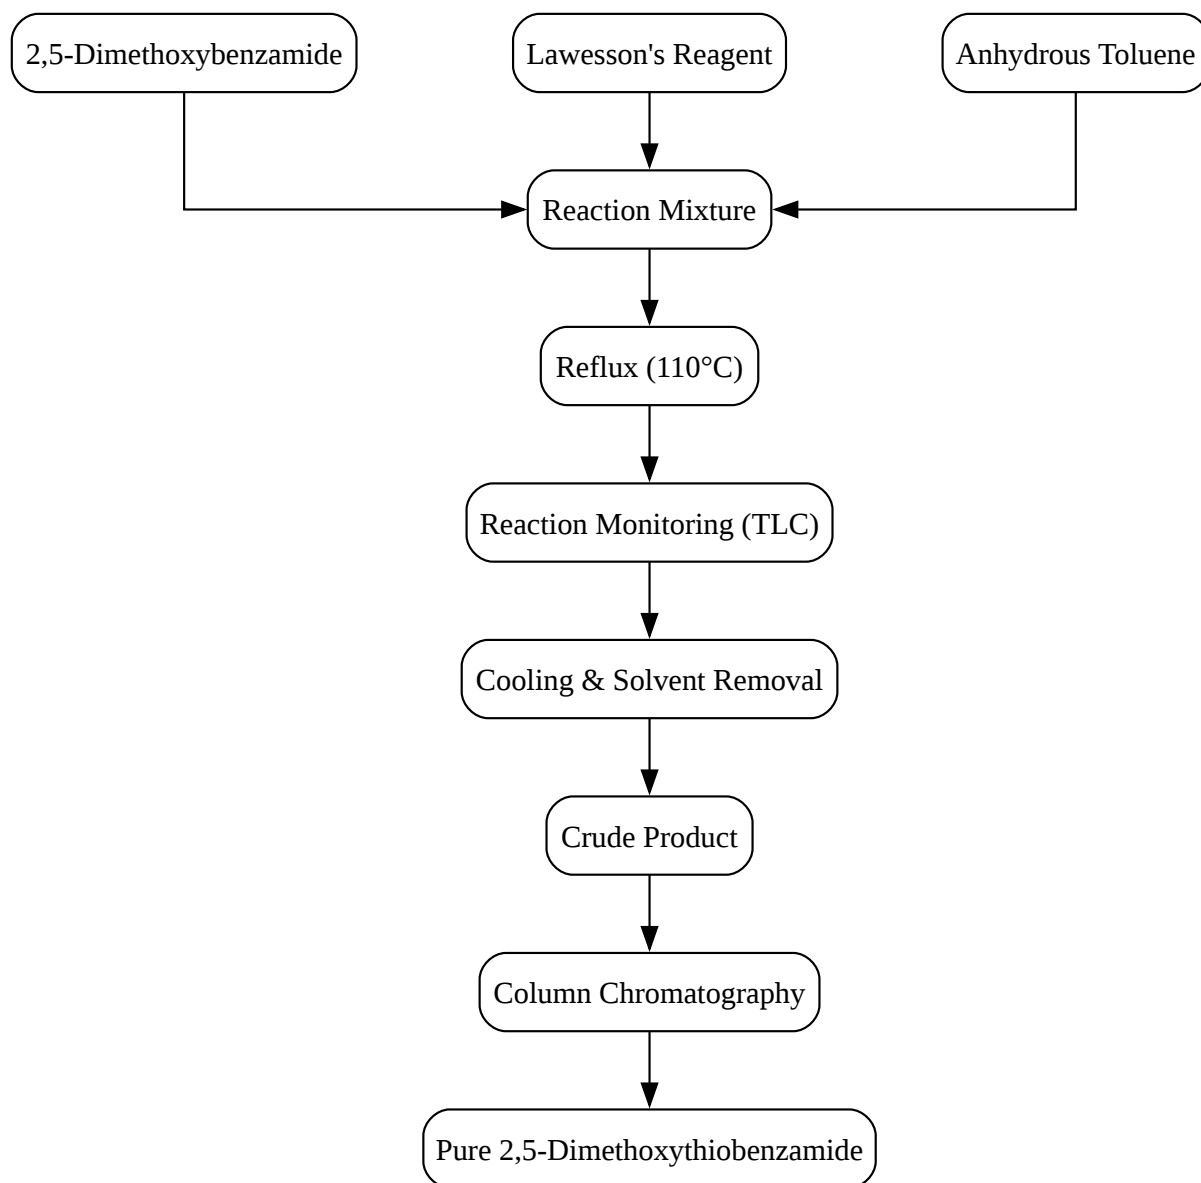 2,5-Dimethoxybenzamide
Lawesson's Reagent
Anhydrous Toluene
Reaction Mixture
Reflux (110°C)
Reaction Monitoring (TLC)
Cooling & Solvent Removal
Crude Product
Column Chromatography
Pure 2,5-Dimethoxythiobenzamide